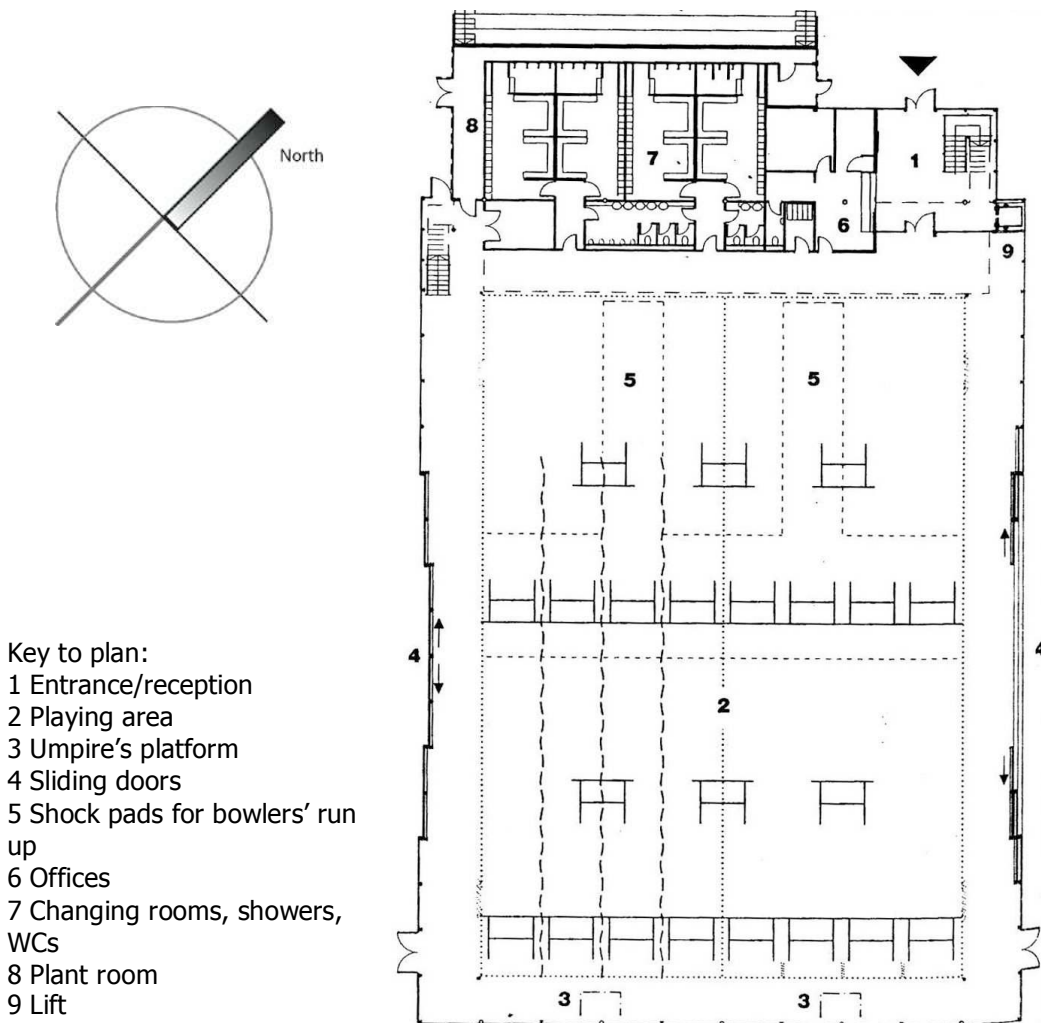 North
8
7
1
6
9
5
5
4
4
2
3
3
Key to plan:
1 Entrance/reception
2 Playing area
3 Umpire’s platform
4 Sliding doors
5 Shock pads for bowlers’ run
up
6 Offices
7 Changing rooms, showers,
WCs
8 Plant room
9 Lift